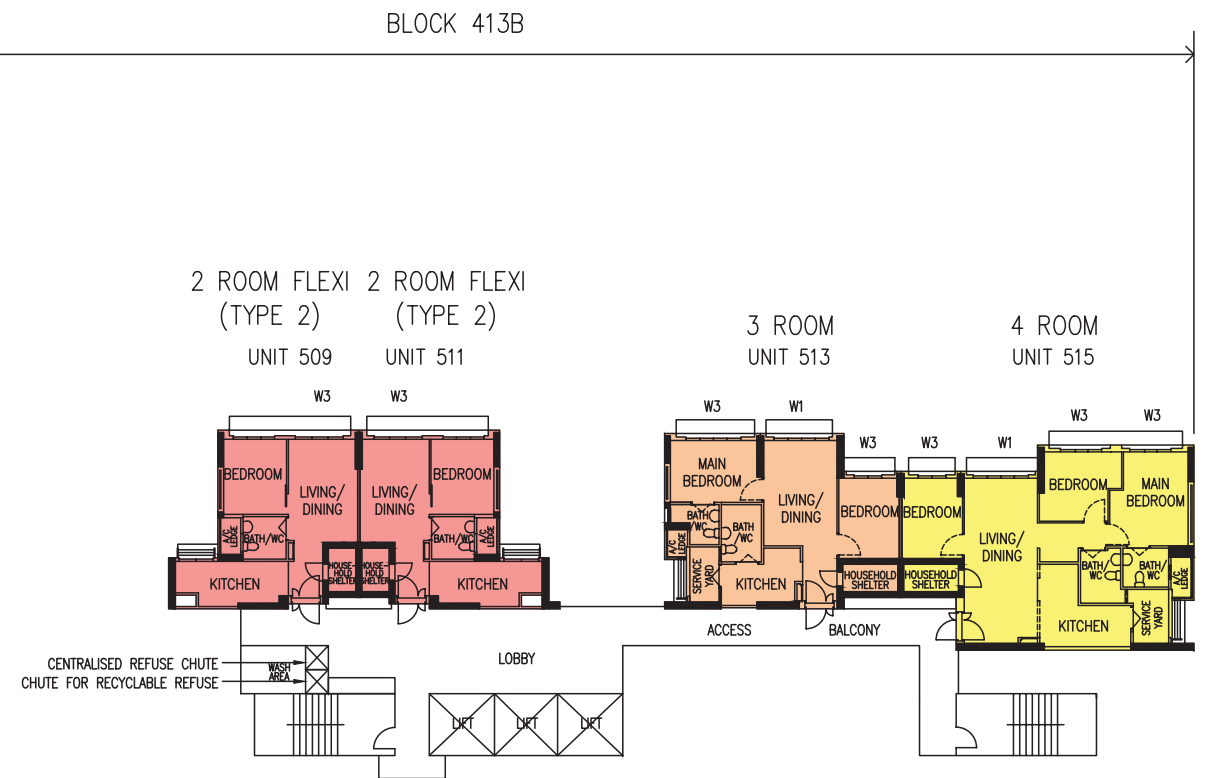 BLOCK 413B
2 ROOM FLEXI
(TYPE 2)
UNIT 509
2 ROOM FLEXI
(TYPE 2)
UNIT 511
3 ROOM
UNIT 513
4 ROOM
UNIT 515
W3
W3
W3
W1
W3
W3
W1
W3
W3
BEDROOM
LIVING/
DINING
A/C
LEDGE
BATH/WC
KITCHEN
HOUSE-
HOLD
SHELTER
LIVING/
DINING
BEDROOM
BATH/WC
A/C
LEDGE
HOUSE-
HOLD
SHELTER
KITCHEN
MAIN
BEDROOM
LIVING/
DINING
BEDROOM
BATH/
WC
BATH
/WC
A/C
LEDGE
SERVICE
YARD
KITCHEN
HOUSEHOLD
SHELTER
BEDROOM
HOUSEHOLD
SHELTER
LIVING/
DINING
BEDROOM
MAIN
BEDROOM
BATH/
WC
BATH/
WC
A/C
LEDGE
KITCHEN
SERVICE
YARD
ACCESS
BALCONY
LOBBY
CENTRALISED REFUSE CHUTE
CHUTE FOR RECYCLABLE REFUSE
WASH
AREA
LIFT
LIFT
LIFT